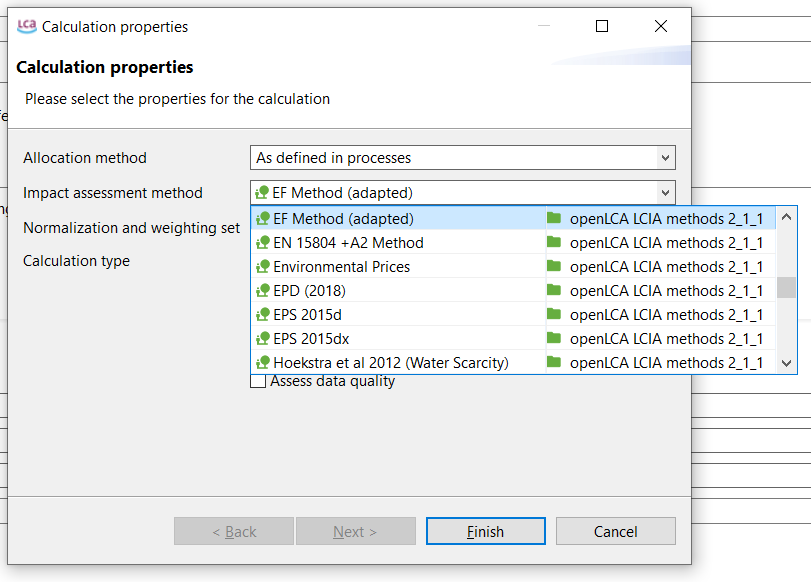 LCA Calculation properties
Calculation properties
Please select the properties for the calculation
Allocation method As defined in processes
Impact assessment method EF Method (adapted)
EF Method (adapted) openLCA LCIA methods 2_1_1
Normalization and weighting set
EN 15804 +A2 Method openLCA LCIA methods 2_1_1
Calculation type
Environmental Prices openLCA LCIA methods 2_1_1
EPD (2018) openLCA LCIA methods 2_1_1
EPS 2015d openLCA LCIA methods 2_1_1
EPS 2015dx openLCA LCIA methods 2_1_1
Hoekstra et al 2012 (Water Scarcity) openLCA LCIA methods 2_1_1
Assess data quality
< Back Next > Finish Cancel